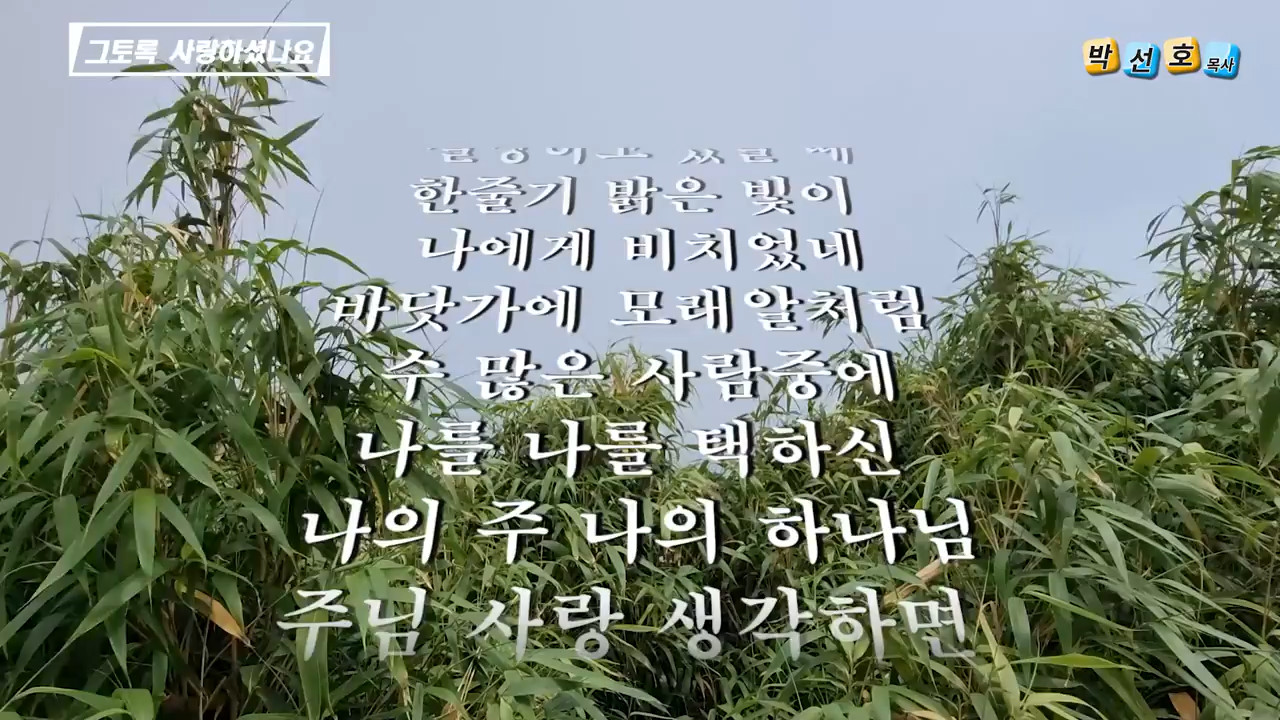 그토록 사랑하셨나요
박선호 목사
한줄기 밝은 빛이
나에게 비치었네
바닷가에 모래알처럼
수 많은 사람중에
나를 나를 택하신
나의 주 나의 하나님
주님 사랑 생각하면